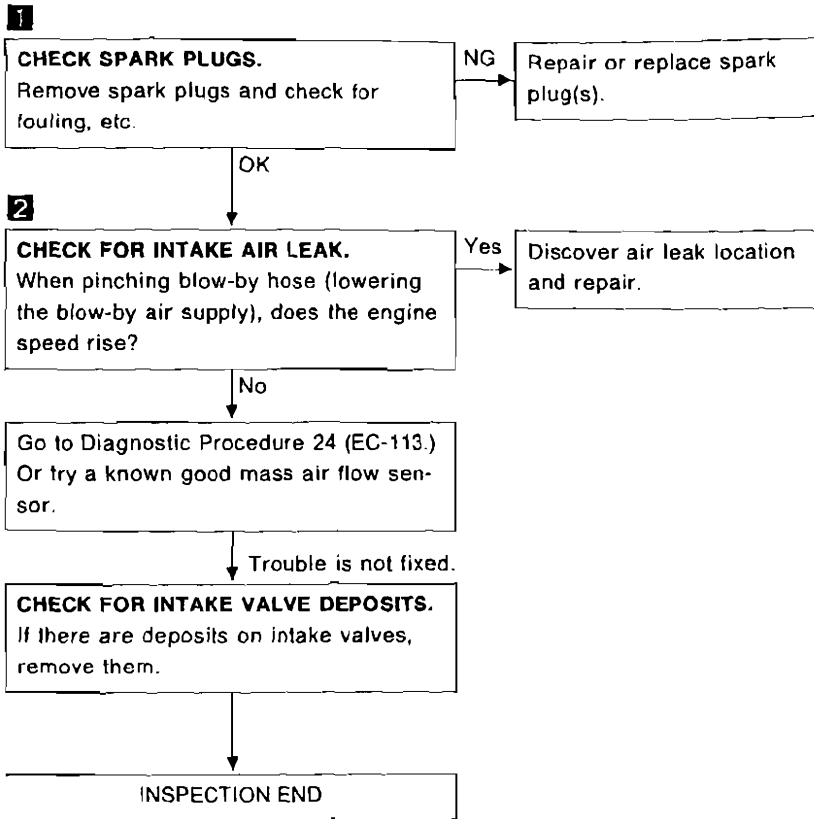 1
CHECK SPARK PLUGS.
Remove spark plugs and check for
fouling, etc.
NG
Repair or replace spark
plug(s).
OK
2
CHECK FOR INTAKE AIR LEAK.
When pinching blow-by hose (lowering
the blow-by air supply), does the engine
speed rise?
Yes
Discover air leak location
and repair.
No
Go to Diagnostic Procedure 24 (EC-113.)
Or try a known good mass air flow sen-
sor.
Trouble is not fixed.
CHECK FOR INTAKE VALVE DEPOSITS.
If there are deposits on intake valves,
remove them.
INSPECTION END